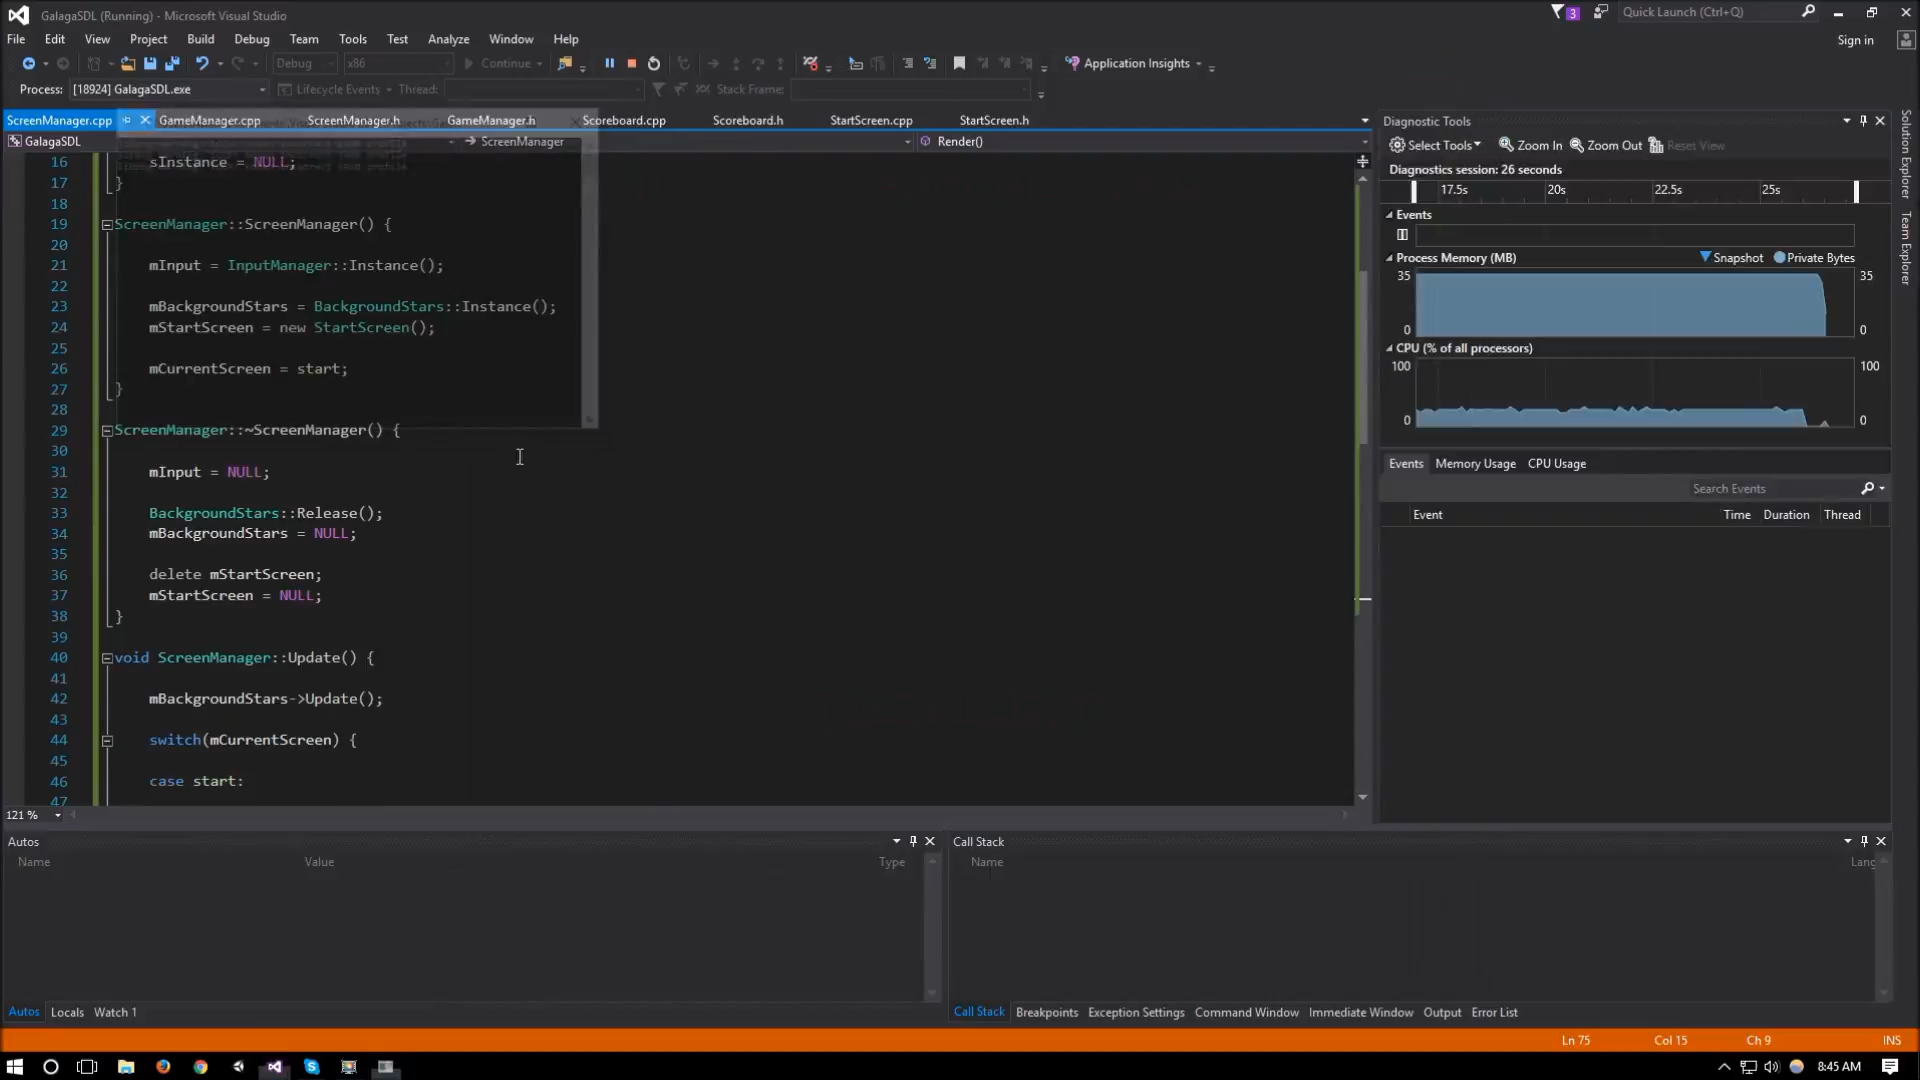 GalagaSDL (Running) - Microsoft Visual Studio
3
Quick Launch (Ctrl+Q)
File Edit View Project Build Debug Team Tools Test Analyze Window Help
Sign in
Debug x86 Continue Application Insights
Process: [18924] GalagaSDL.exe Lifecycle Events Thread: Stack Frame:
ScreenManager.cpp GameManager.cpp ScreenManager.h GameManager.h Scoreboard.cpp Scoreboard.h StartScreen.cpp StartScreen.h
GalagaSDL ScreenManager Render()
16 sInstance = NULL;
17 }
18
19 ScreenManager::ScreenManager() {
20
21 mInput = InputManager::Instance();
22
23 mBackgroundStars = BackgroundStars::Instance();
24 mStartScreen = new StartScreen();
25
26 mCurrentScreen = start;
27 }
28
29 ScreenManager::~ScreenManager() {
30
31 mInput = NULL;
32
33 BackgroundStars::Release();
34 mBackgroundStars = NULL;
35
36 delete mStartScreen;
37 mStartScreen = NULL;
38 }
39
40 void ScreenManager::Update() {
41
42 mBackgroundStars->Update();
43
44 switch(mCurrentScreen) {
45
46 case start:
47
121 %
Diagnostic Tools
Select Tools Zoom In Zoom Out Reset View
Diagnostics session: 26 seconds
17.5s 20s 22.5s 25s
Events
Process Memory (MB) Snapshot Private Bytes
35 35
0 0
CPU (% of all processors)
100 100
0 0
Events Memory Usage CPU Usage
Search Events
Event Time Duration Thread
Solution Explorer
Team Explorer
Autos
Name Value Type
Autos Locals Watch 1
Call Stack
Name Lang
Call Stack Breakpoints Exception Settings Command Window Immediate Window Output Error List
Ln 75 Col 15 Ch 9 INS
8:45 AM